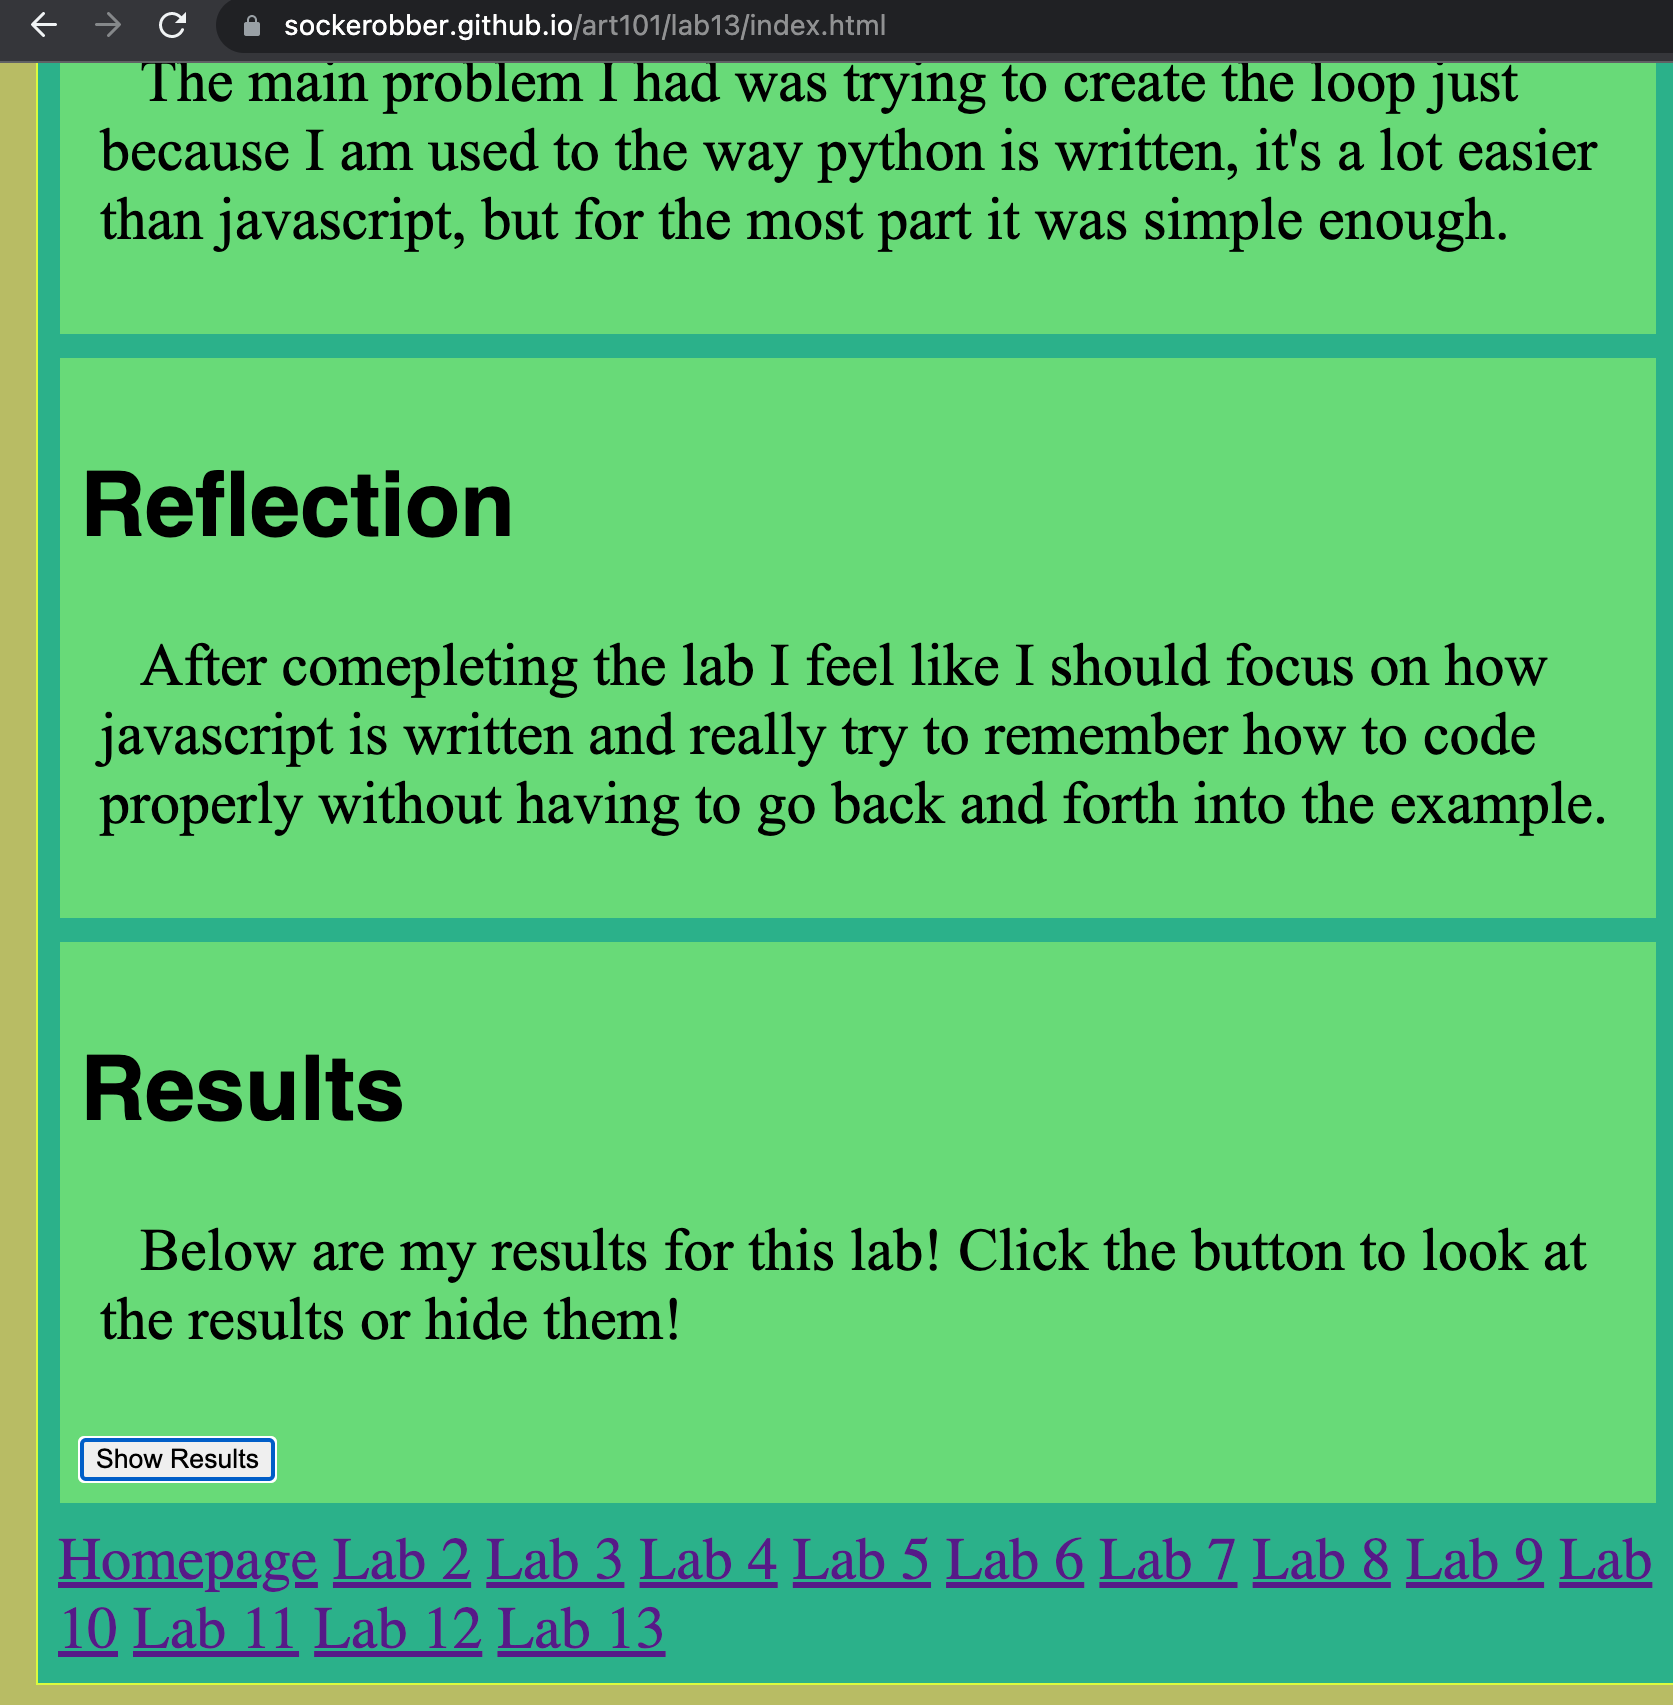 sockerobber.github.io/art101/lab13/index.html
The main problem I had was trying to create the loop just
because I am used to the way python is written, it's a lot easier
than javascript, but for the most part it was simple enough.
Reflection
After comepleting the lab I feel like I should focus on how
javascript is written and really try to remember how to code
properly without having to go back and forth into the example.
Results
Below are my results for this lab! Click the button to look at
the results or hide them!
Show Results
Homepage Lab 2 Lab 3 Lab 4 Lab 5 Lab 6 Lab 7 Lab 8 Lab 9 Lab
10 Lab 11 Lab 12 Lab 13